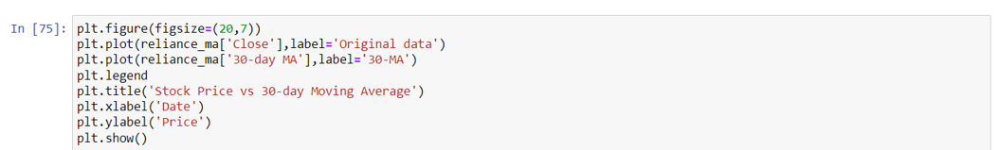 In [75]: plt.figure(figsize=(20,7))
plt.plot(reliance_ma['Close'],label='Original data')
plt.plot(reliance_ma['30-day MA'],label='30-MA')
plt.legend
plt.title('Stock Price vs 30-day Moving Average')
plt.xlabel('Date')
plt.ylabel('Price')
plt.show()